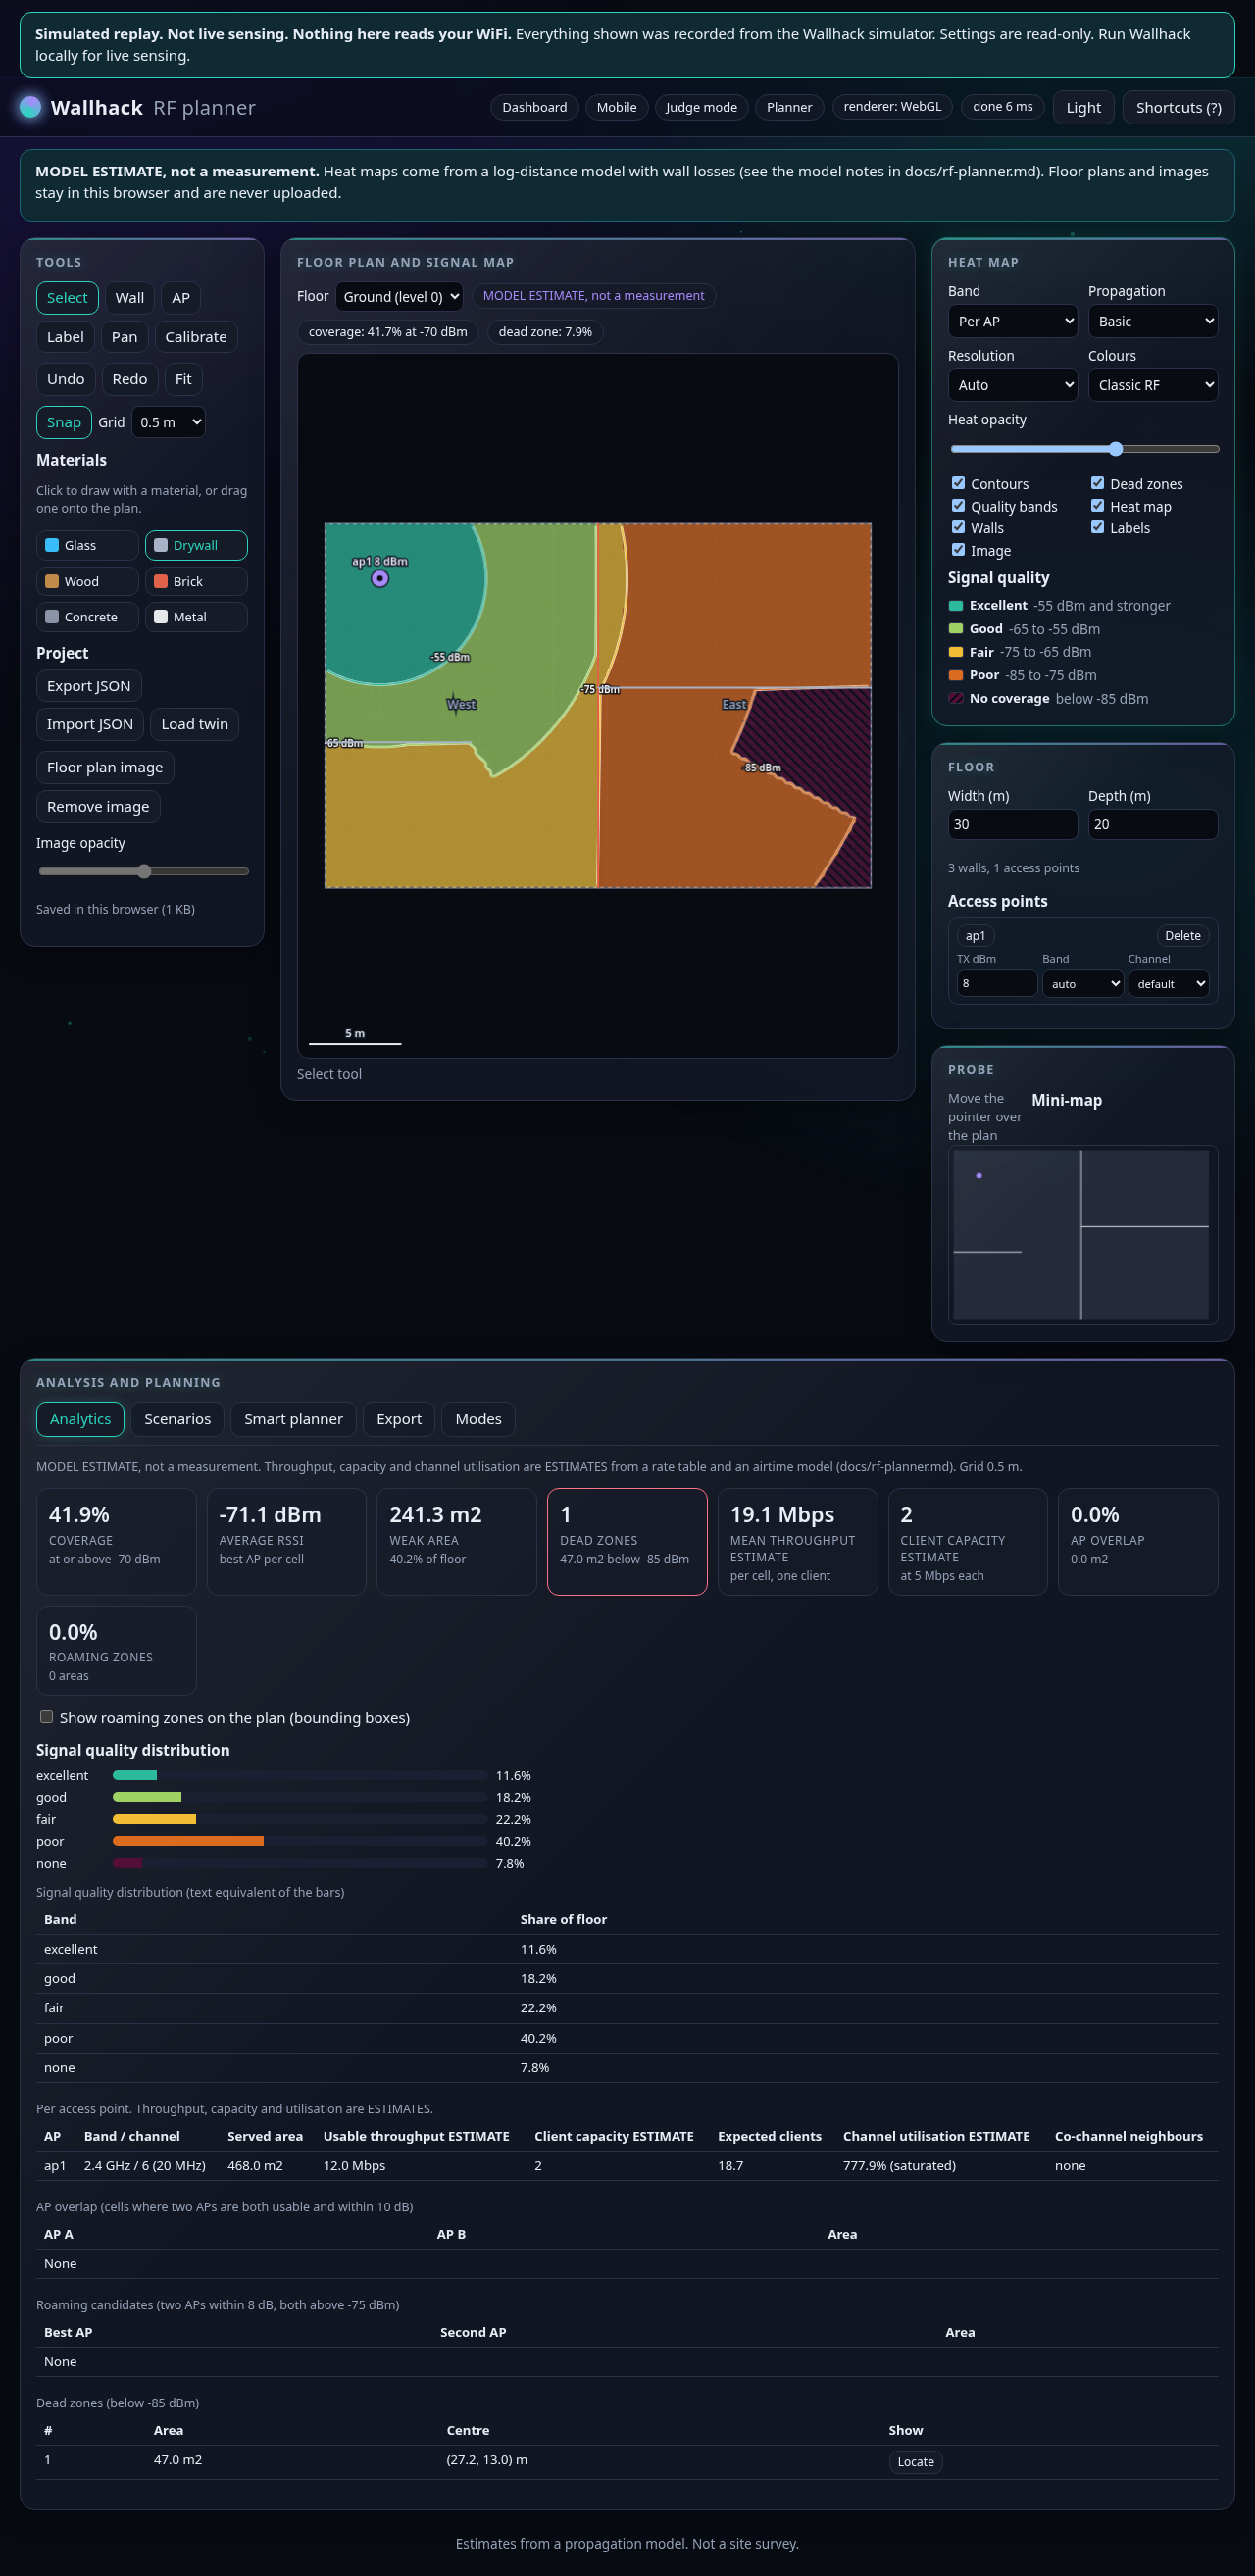 Simulated replay. Not live sensing. Nothing here reads your WiFi. Everything shown was recorded from the Wallhack simulator. Settings are read-only. Run Wallhack
locally for live sensing.
Wallhack RF planner
Dashboard Mobile Judge mode Planner renderer: WebGL done 6 ms Light Shortcuts (?)
MODEL ESTIMATE, not a measurement. Heat maps come from a log-distance model with wall losses (see the model notes in docs/rf-planner.md). Floor plans and images
stay in this browser and are never uploaded.
TOOLS
Select Wall AP
Label Pan Calibrate
Undo Redo Fit
Snap Grid 0.5 m
Materials
Click to draw with a material, or drag
one onto the plan.
Glass Drywall
Wood Brick
Concrete Metal
Project
Export JSON
Import JSON Load twin
Floor plan image
Remove image
Image opacity
Saved in this browser (1 KB)
FLOOR PLAN AND SIGNAL MAP
Floor Ground (level 0) MODEL ESTIMATE, not a measurement
coverage: 41.7% at -70 dBm dead zone: 7.9%
ap1 8 dBm
-55 dBm
-75 dBm
West
East
-65 dBm
-85 dBm
5 m
Select tool
HEAT MAP
Band Propagation
Per AP Basic
Resolution Colours
Auto Classic RF
Heat opacity
Contours Dead zones
Quality bands Heat map
Walls Labels
Image
Signal quality
Excellent -55 dBm and stronger
Good -65 to -55 dBm
Fair -75 to -65 dBm
Poor -85 to -75 dBm
No coverage below -85 dBm
FLOOR
Width (m) Depth (m)
30 20
3 walls, 1 access points
Access points
ap1 Delete
TX dBm Band Channel
8 auto default
PROBE
Move the
pointer over
the plan
Mini-map
ANALYSIS AND PLANNING
Analytics Scenarios Smart planner Export Modes
MODEL ESTIMATE, not a measurement. Throughput, capacity and channel utilisation are ESTIMATES from a rate table and an airtime model (docs/rf-planner.md). Grid 0.5 m.
41.9%
COVERAGE
at or above -70 dBm
-71.1 dBm
AVERAGE RSSI
best AP per cell
241.3 m2
WEAK AREA
40.2% of floor
1
DEAD ZONES
47.0 m2 below -85 dBm
19.1 Mbps
MEAN THROUGHPUT
ESTIMATE
per cell, one client
2
CLIENT CAPACITY
ESTIMATE
at 5 Mbps each
0.0%
AP OVERLAP
0.0 m2
0.0%
ROAMING ZONES
0 areas
Show roaming zones on the plan (bounding boxes)
Signal quality distribution
excellent 11.6%
good 18.2%
fair 22.2%
poor 40.2%
none 7.8%
Signal quality distribution (text equivalent of the bars)
Band Share of floor
excellent 11.6%
good 18.2%
fair 22.2%
poor 40.2%
none 7.8%
Per access point. Throughput, capacity and utilisation are ESTIMATES.
AP Band / channel Served area Usable throughput ESTIMATE Client capacity ESTIMATE Expected clients Channel utilisation ESTIMATE Co-channel neighbours
ap1 2.4 GHz / 6 (20 MHz) 468.0 m2 12.0 Mbps 2 18.7 777.9% (saturated) none
AP overlap (cells where two APs are both usable and within 10 dB)
AP A AP B Area
None
Roaming candidates (two APs within 8 dB, both above -75 dBm)
Best AP Second AP Area
None
Dead zones (below -85 dBm)
# Area Centre Show
1 47.0 m2 (27.2, 13.0) m Locate
Estimates from a propagation model. Not a site survey.